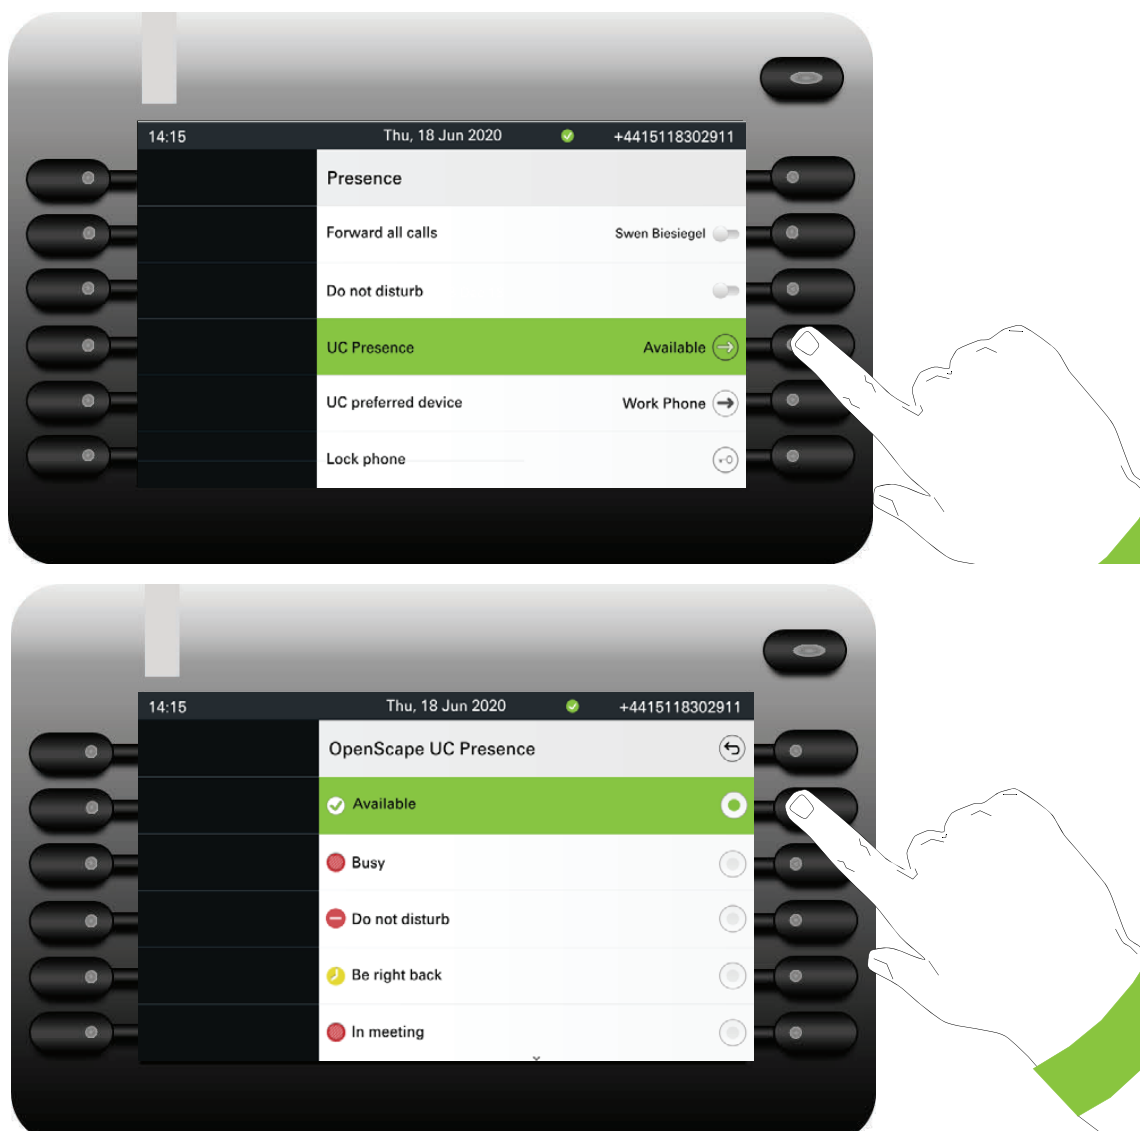 14:15 Thu, 18 Jun 2020 +4415118302911
Presence
Forward all calls Swen Biesiegel
Do not disturb
UC Presence Available
UC preferred device Work Phone
Lock phone
14:15 Thu, 18 Jun 2020 +4415118302911
OpenScape UC Presence
Available
Busy
Do not disturb
Be right back
In meeting